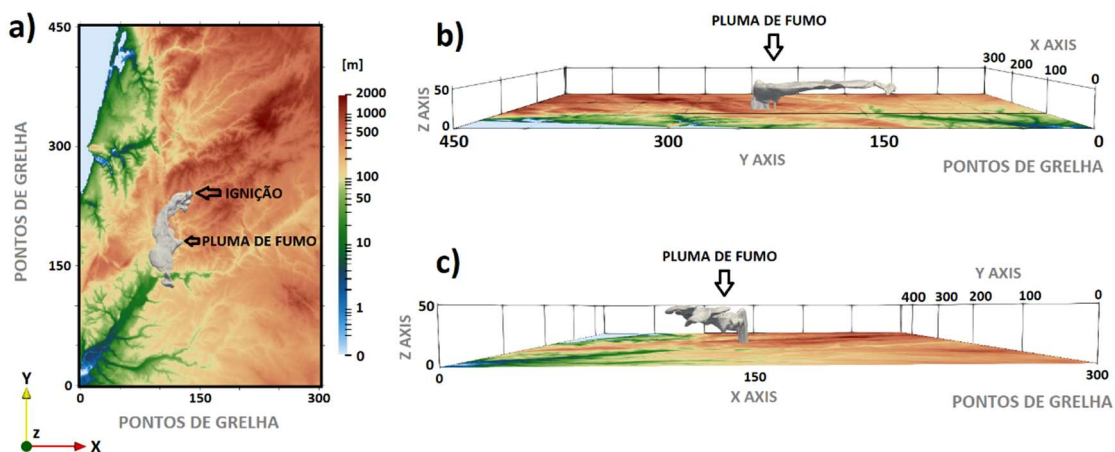 a)
450
300
150
0
0
150
300
PONTOS DE GRELHA
PONTOS DE GRELHA
IGNIÇÃO
PLUMA DE FUMO
[m]
2000
1000
500
100
50
10
1
0
Y
Z
X
b)
PLUMA DE FUMO
X AXIS
300
200
100
0
50
0
Z AXIS
450
300
150
0
Y AXIS
PONTOS DE GRELHA
c)
PLUMA DE FUMO
Y AXIS
400
300
200
100
0
50
0
Z AXIS
0
150
300
X AXIS
PONTOS DE GRELHA